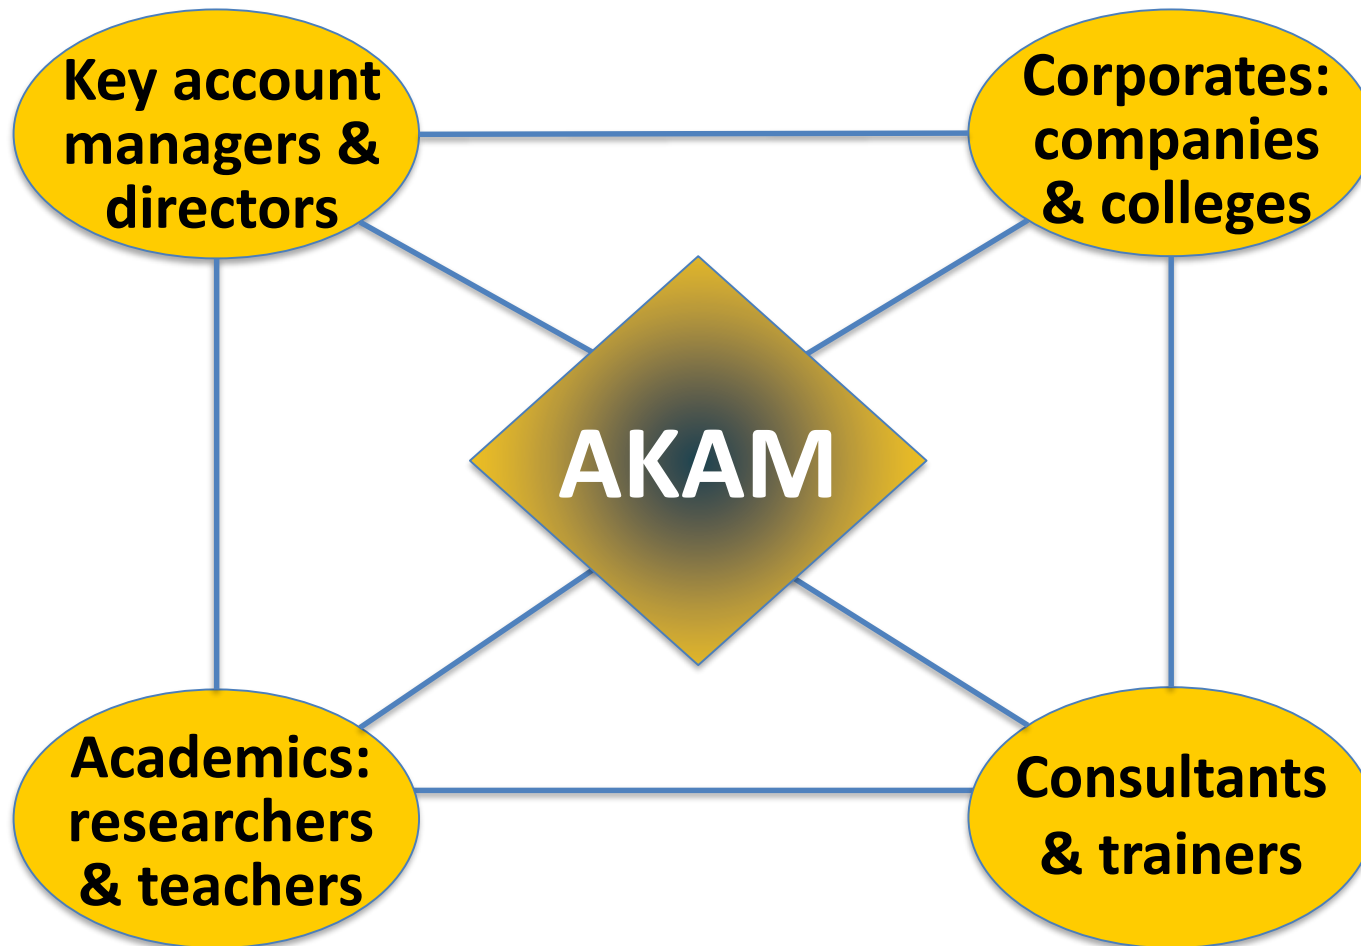 Key account
managers &
directors
Corporates:
companies
& colleges
AKAM
Academics:
researchers
& teachers
Consultants
& trainers